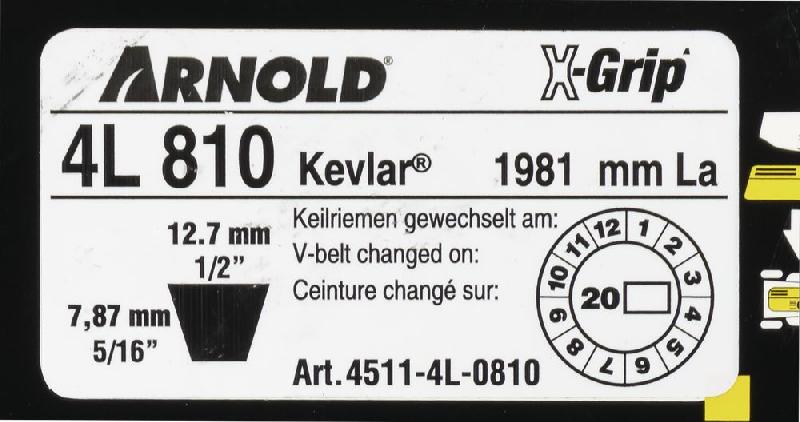 ARNOLD®
X-Grip
4L 810 Kevlar® 1981 mm La
12.7 mm
1/2”
7,87 mm
5/16”
Keilriemen gewechselt am:
V-belt changed on:
Ceinture changé sur:
1 2 3 4 5 6 7 8 9 10 11 12
20
Art. 4511-4L-0810